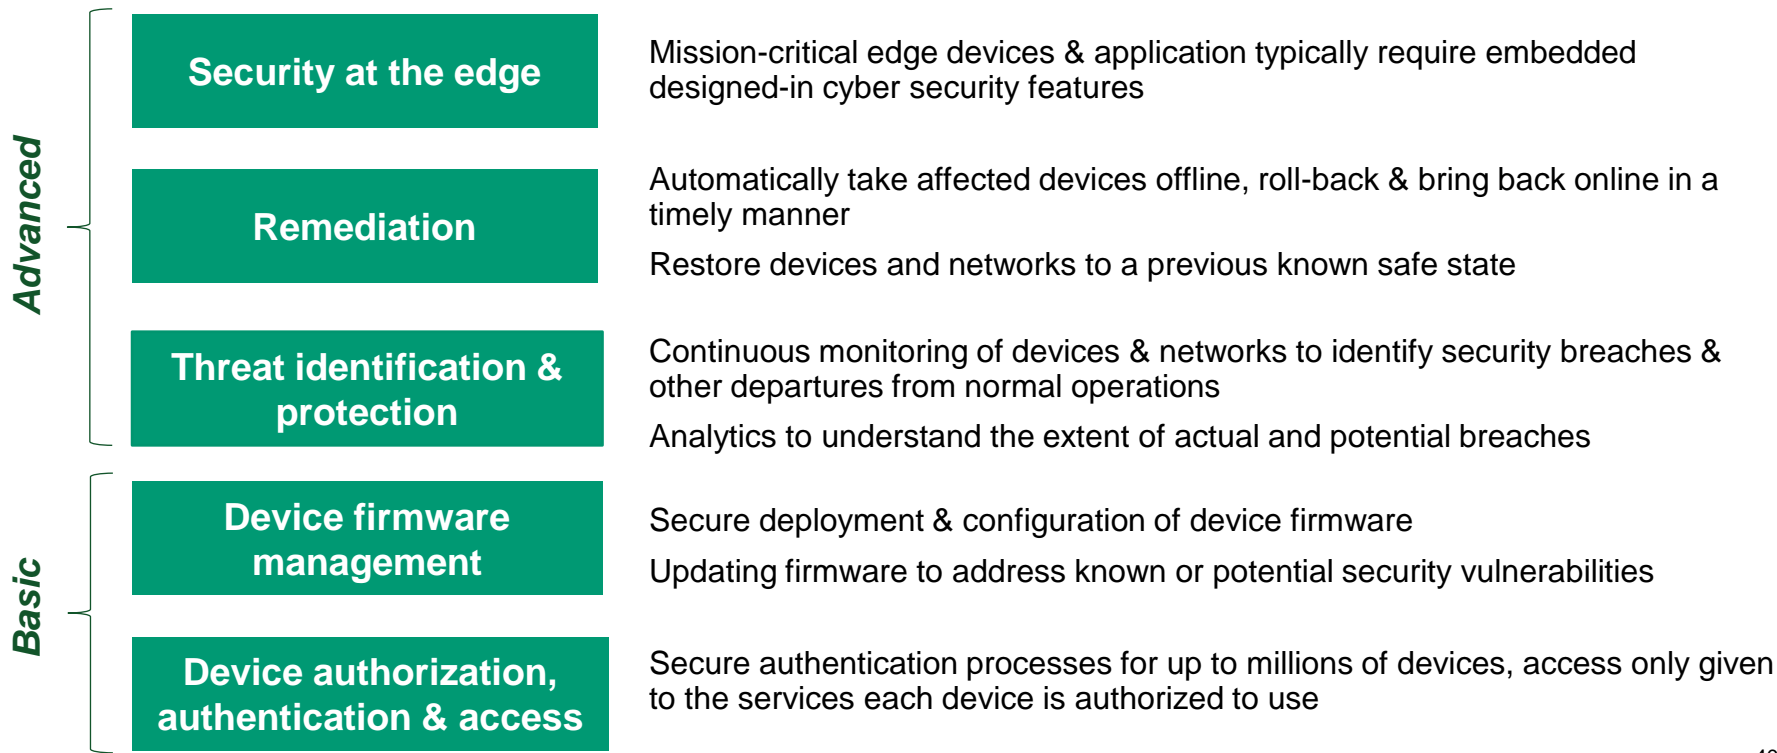 Advanced
Security at the edge
Mission-critical edge devices & application typically require embedded
designed-in cyber security features
Remediation
Automatically take affected devices offline, roll-back & bring back online in a
timely manner
Restore devices and networks to a previous known safe state
Threat identification &
protection
Continuous monitoring of devices & networks to identify security breaches &
other departures from normal operations
Analytics to understand the extent of actual and potential breaches
Basic
Device firmware
management
Secure deployment & configuration of device firmware
Updating firmware to address known or potential security vulnerabilities
Device authorization,
authentication & access
Secure authentication processes for up to millions of devices, access only given
to the services each device is authorized to use